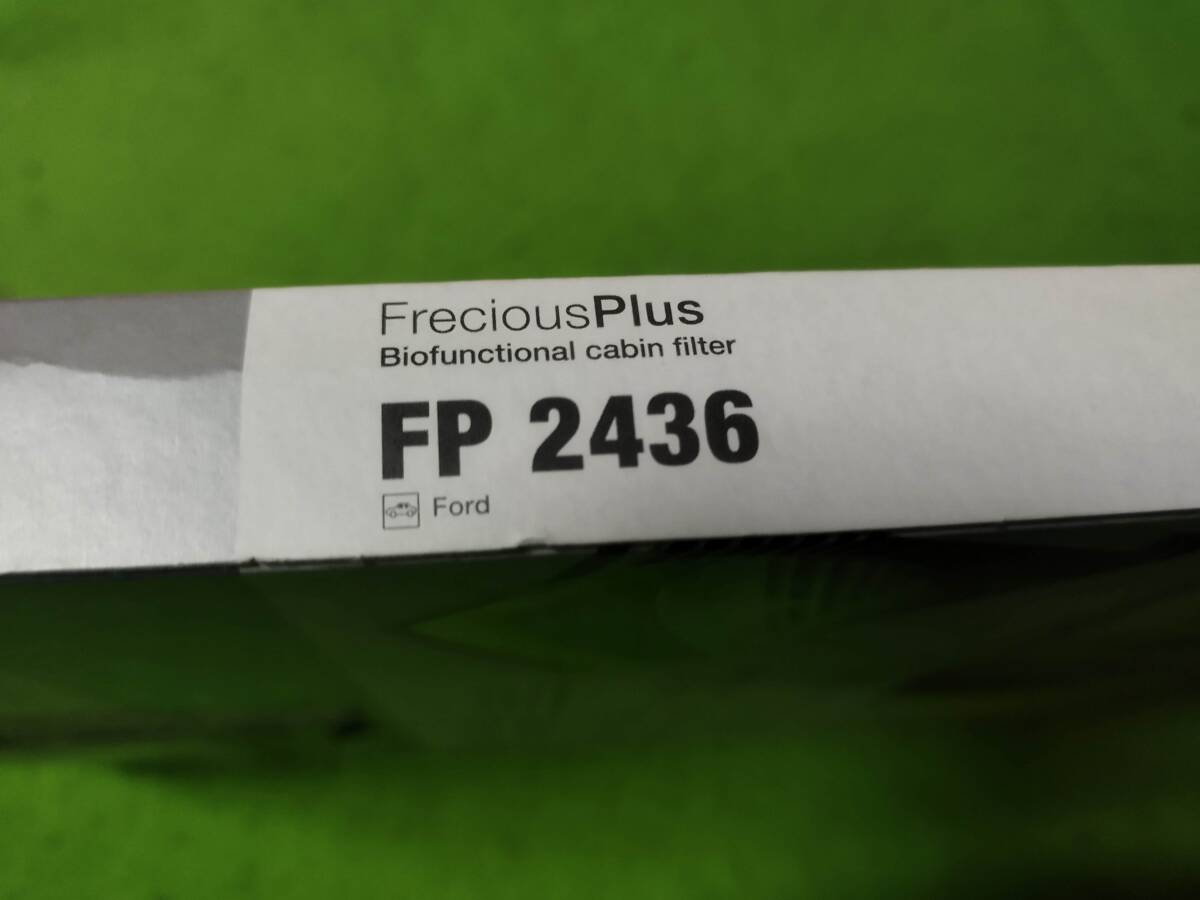 FreciousPlus
Biofunctional cabin filter
FP 2436
Ford